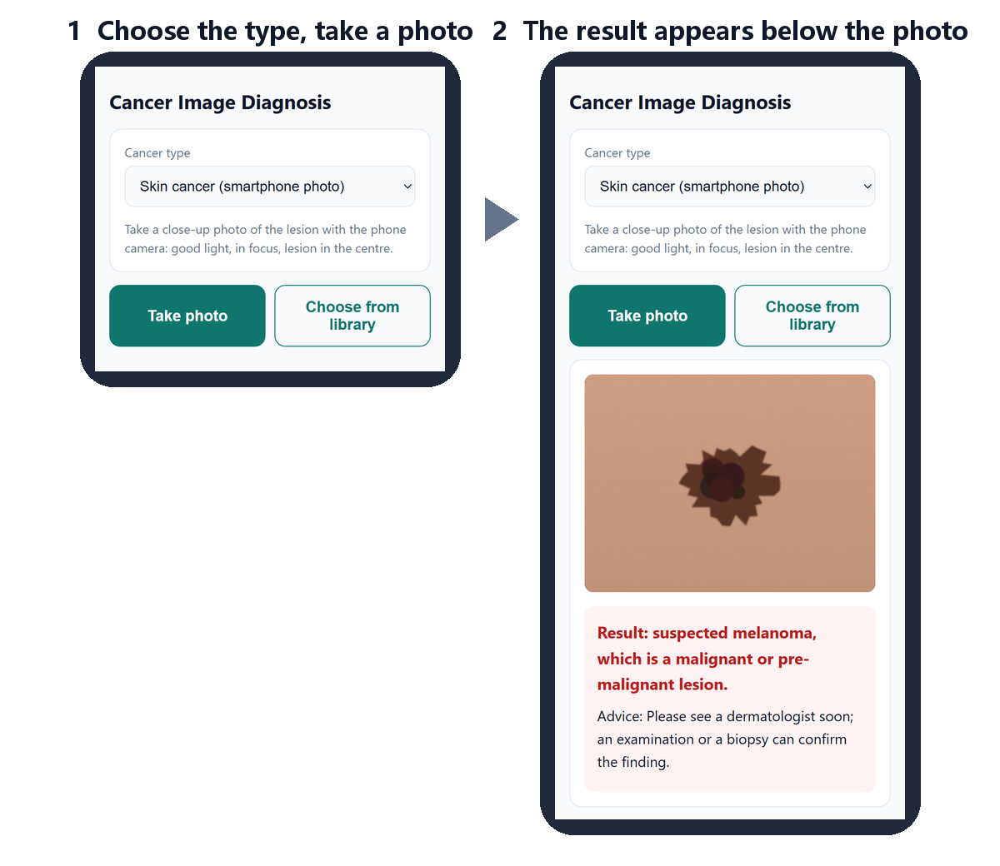 1 Choose the type, take a photo
Cancer Image Diagnosis
Cancer type
Skin cancer (smartphone photo)
Take a close-up photo of the lesion with the phone
camera: good light, in focus, lesion in the centre.
Take photo
Choose from
library
2 The result appears below the photo
Cancer Image Diagnosis
Cancer type
Skin cancer (smartphone photo)
Take a close-up photo of the lesion with the phone
camera: good light, in focus, lesion in the centre.
Take photo
Choose from
library
Result: suspected melanoma,
which is a malignant or pre-
malignant lesion.
Advice: Please see a dermatologist soon;
an examination or a biopsy can confirm
the finding.